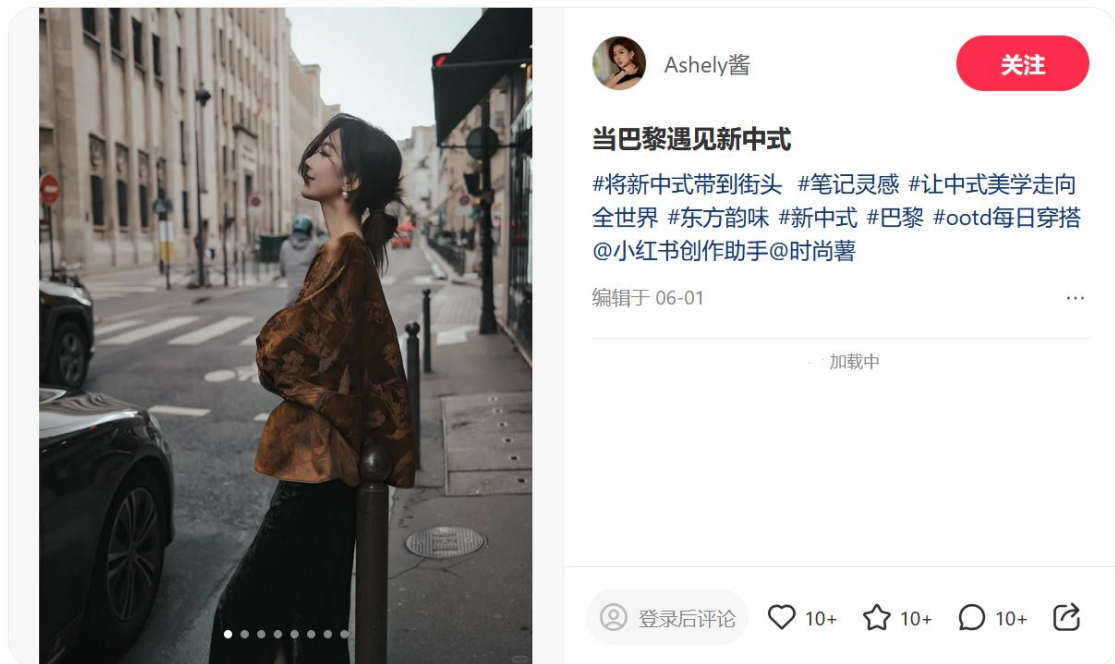 Ashely酱
关注
当巴黎遇见新中式
#将新中式带到街头 #笔记灵感 #让中式美学走向
全世界 #东方韵味 #新中式 #巴黎 #ootd每日穿搭
@小红书创作助手@时尚薯
编辑于 06-01
加载中
登录后评论
10+
10+
10+